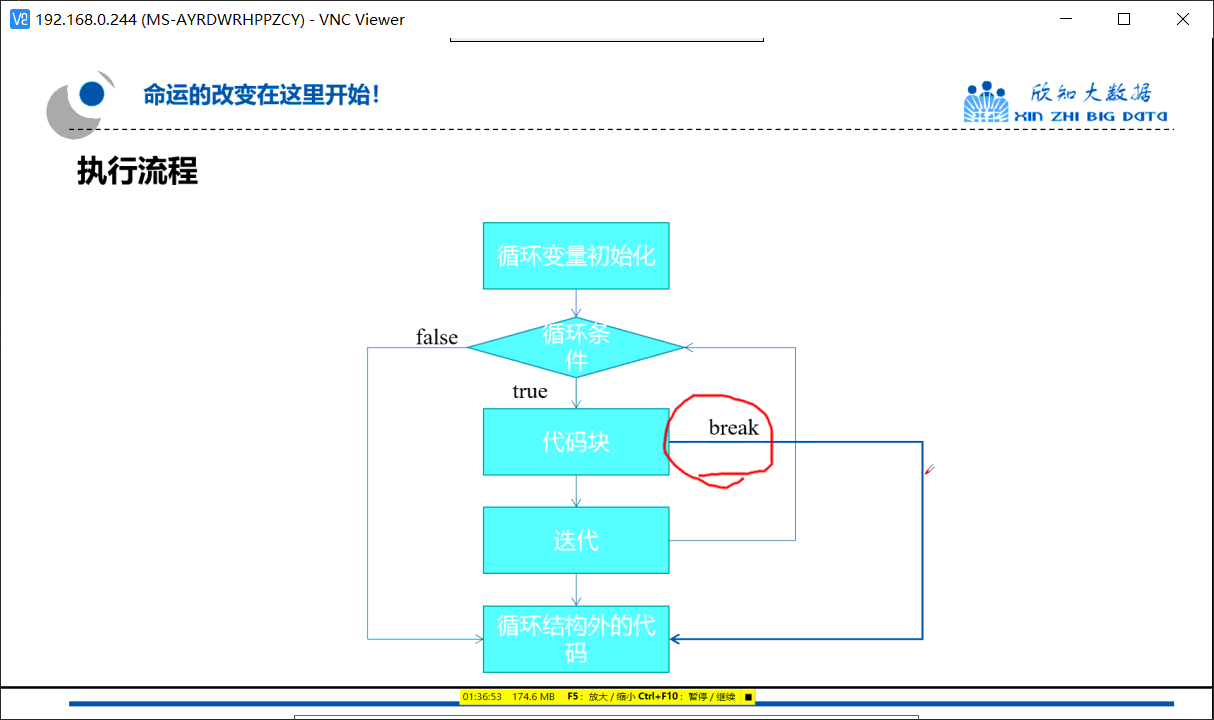 192.168.0.244 (MS-AYRDWRHPPZCY) - VNC Viewer
命运的改变在这里开始!
欣知大数据
XIN ZHI BIG DATA
执行流程
循环变量初始化
false
循环条
件
true
代码块
break
迭代
循环结构外的代
码
01:36:53 174.6 MB F5: 放大 / 缩小 Ctrl+F10: 暂停 / 继续